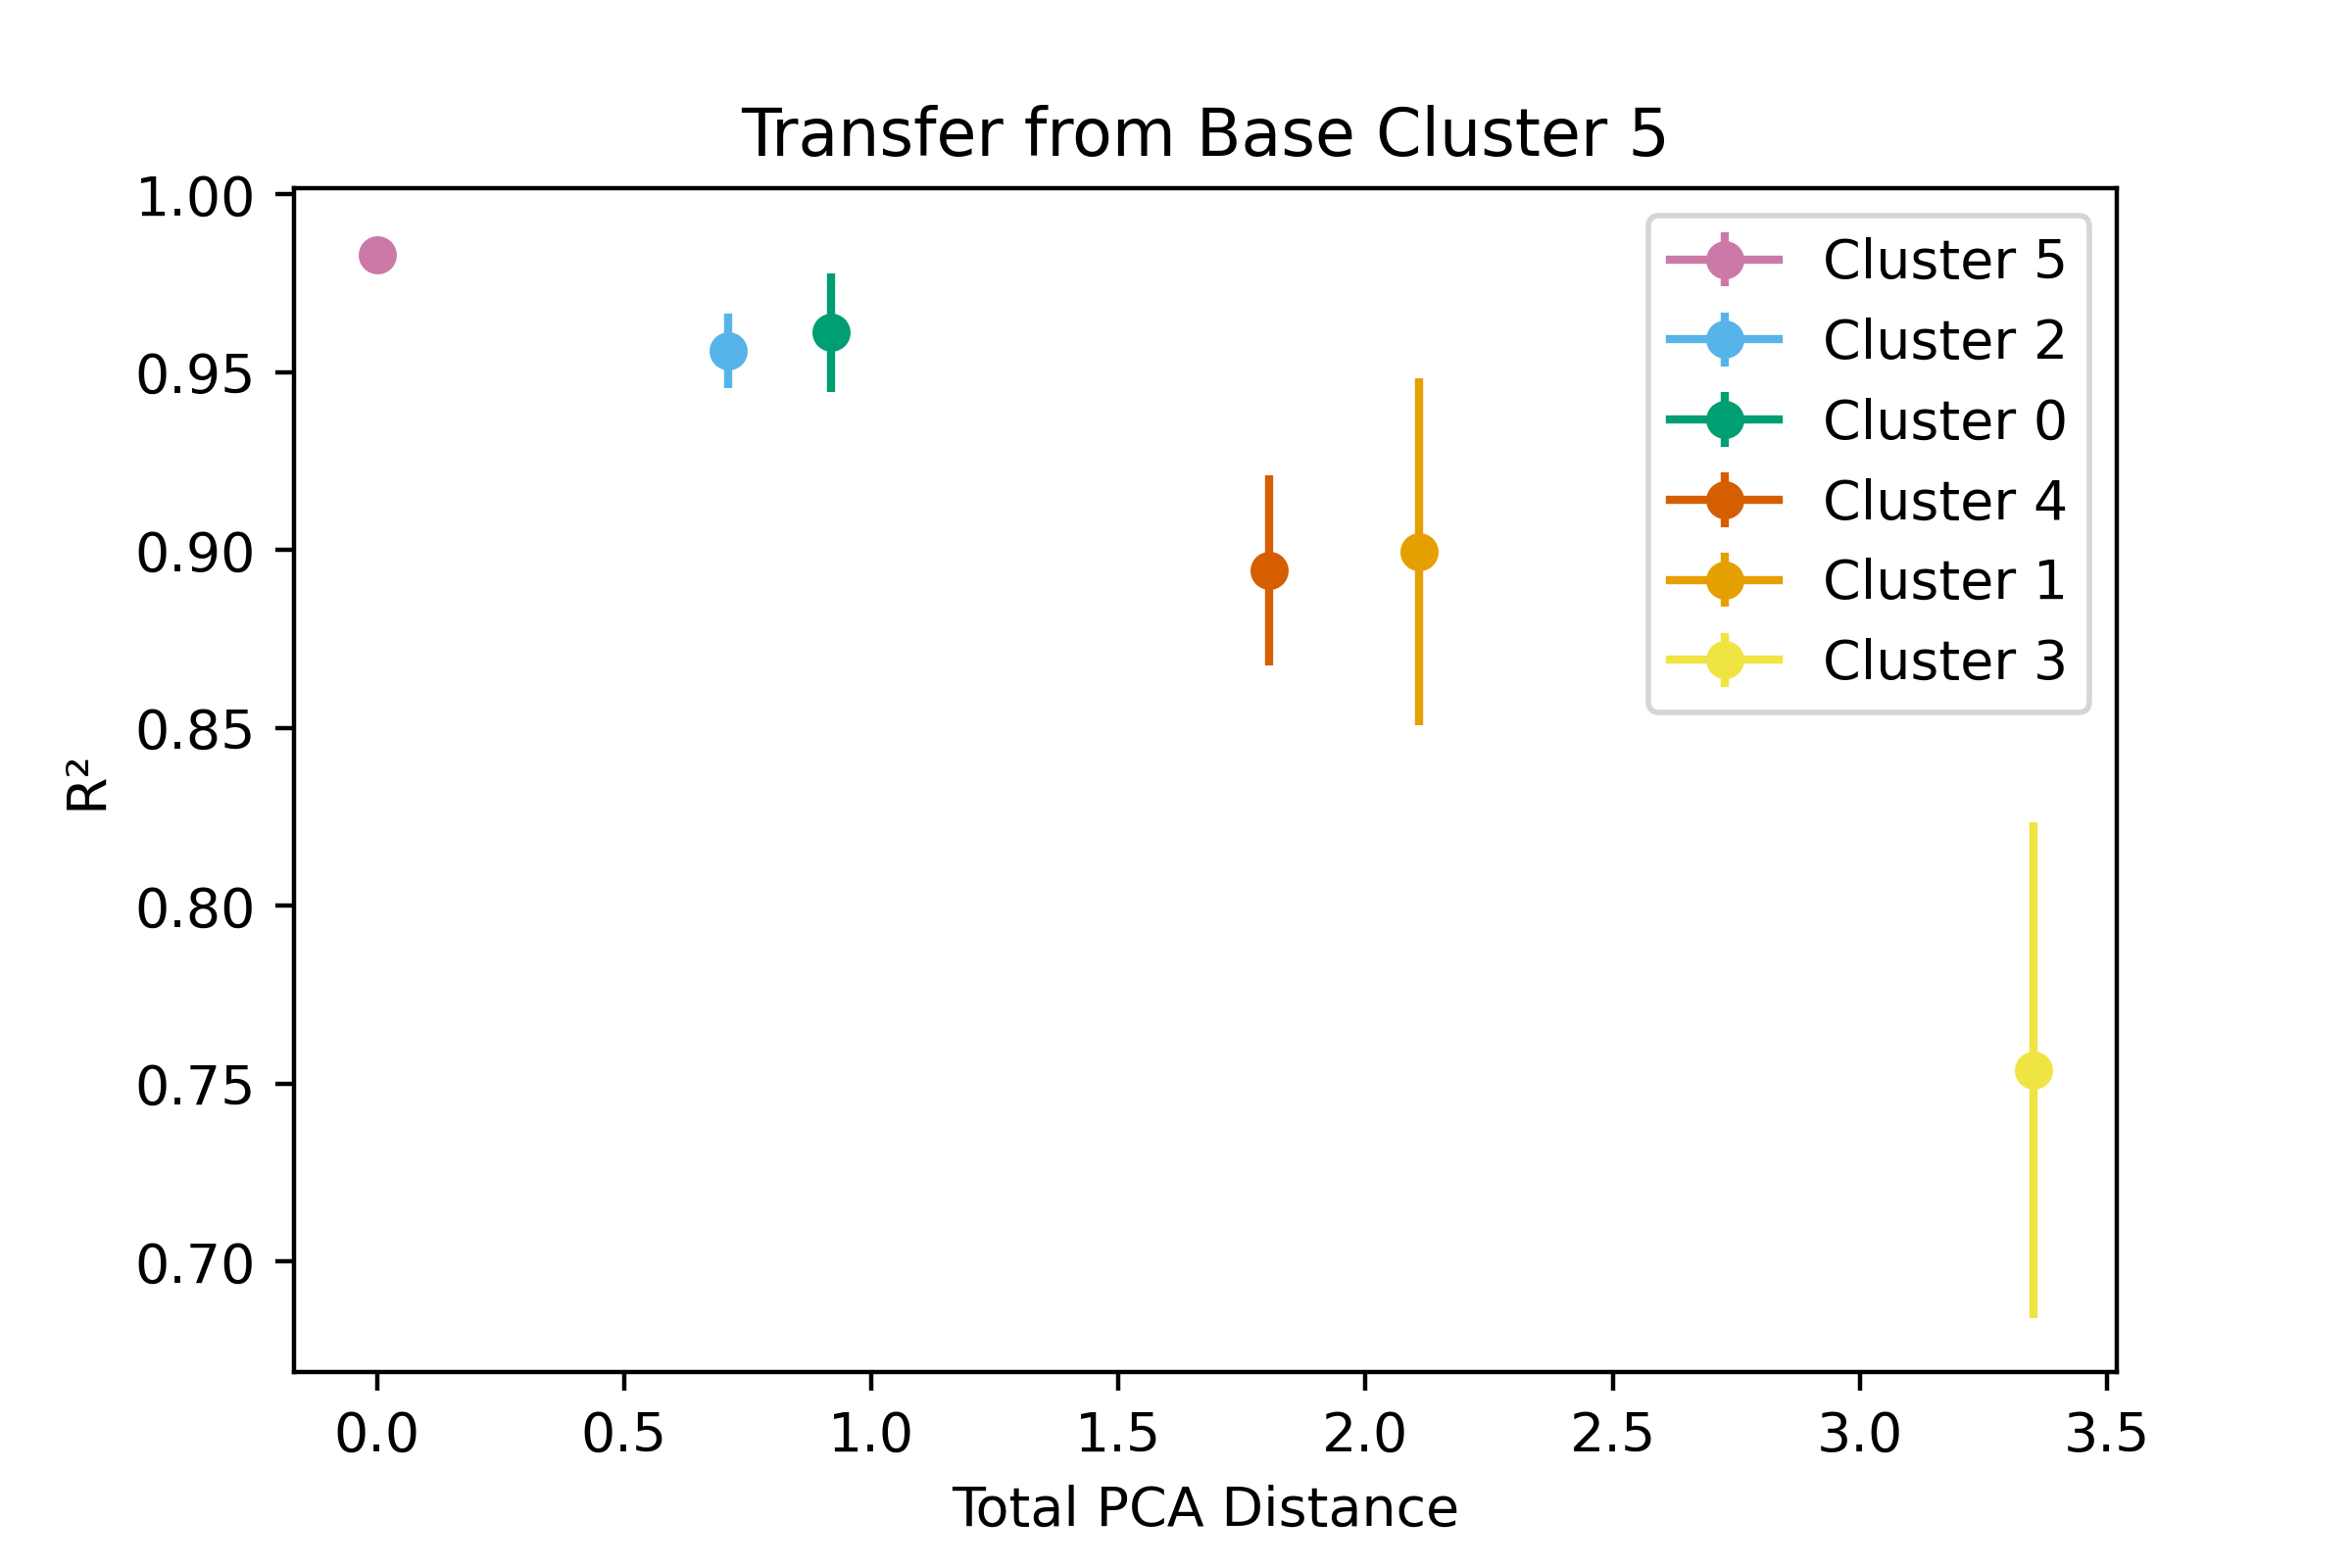 Transfer from Base Cluster 5
1.00
0.95
0.90
0.85
0.80
0.75
0.70
R²
Cluster 5
Cluster 2
Cluster 0
Cluster 4
Cluster 1
Cluster 3
0.0 0.5 1.0 1.5 2.0 2.5 3.0 3.5
Total PCA Distance